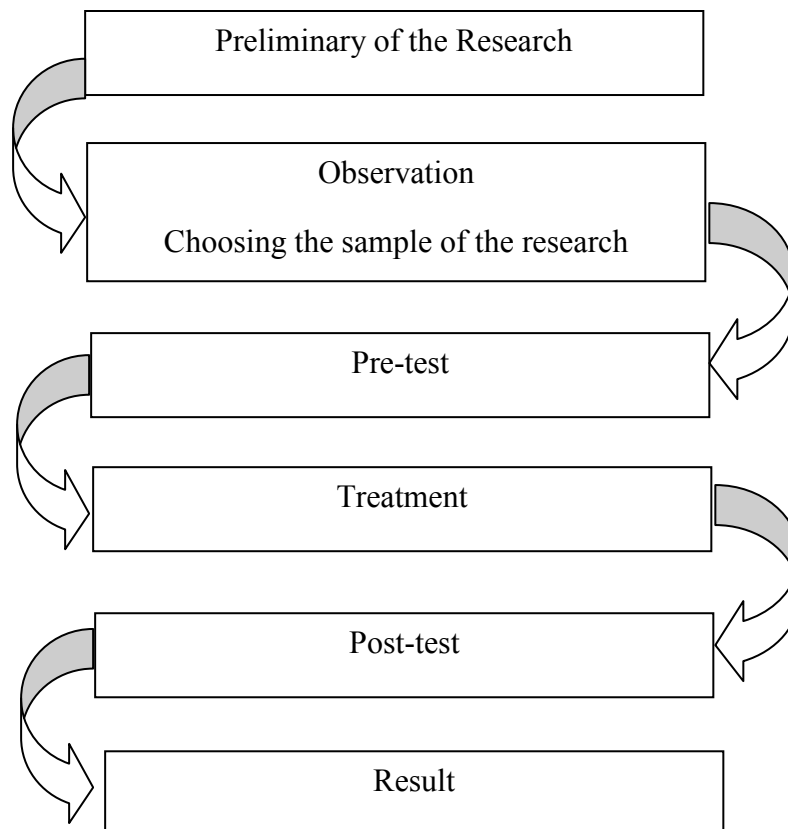 Preliminary of the Research
Observation
Choosing the sample of the research
Pre-test
Treatment
Post-test
Result